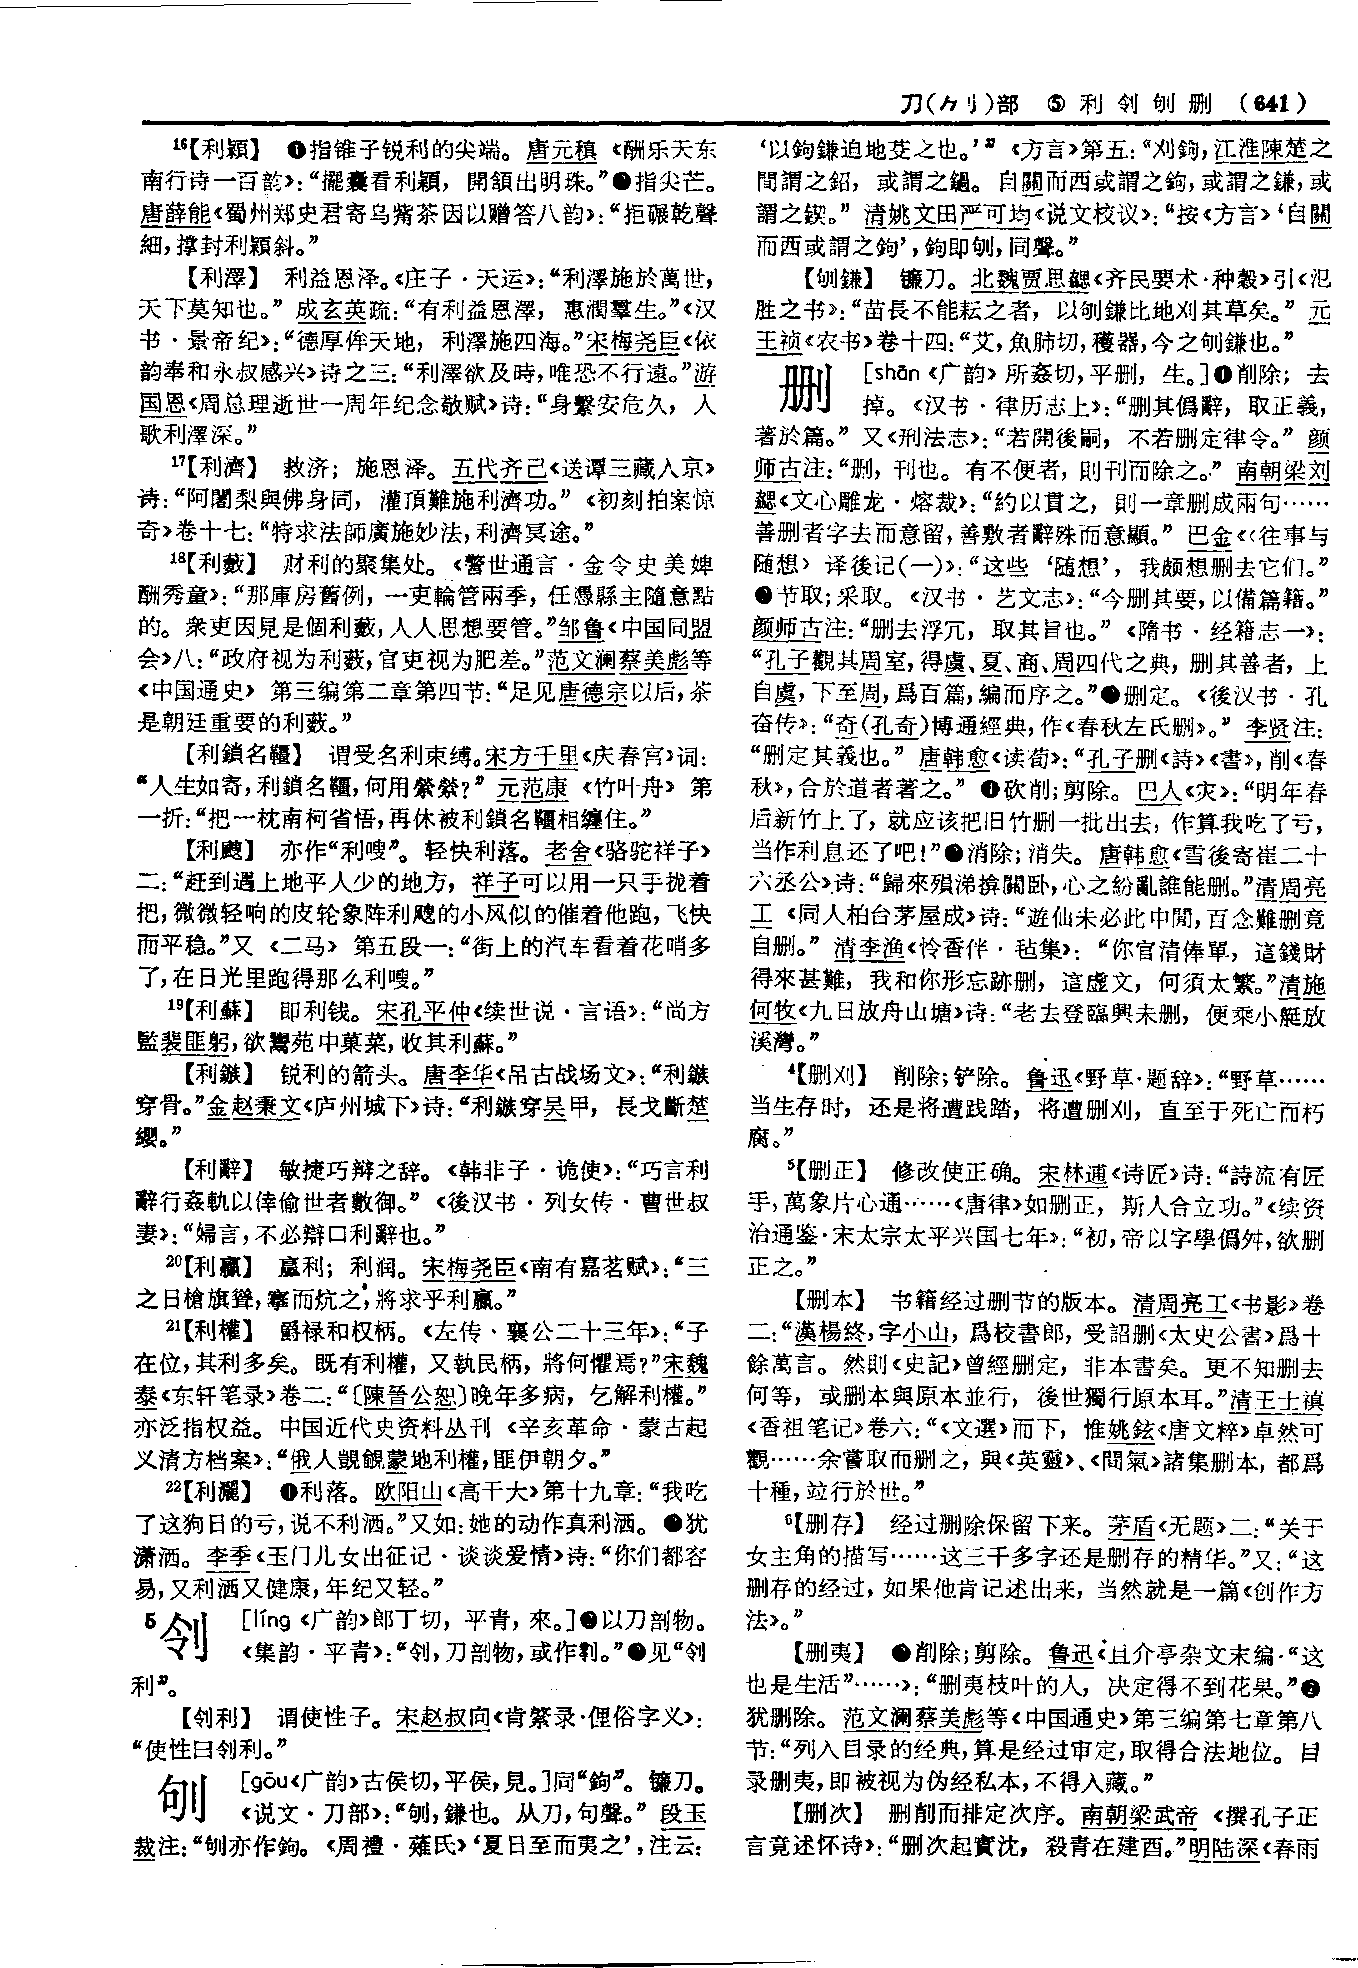 刀(⺈刂)部 ⑤ 利刢刨删 (641)
¹⁶【利穎】 ❶指锥子锐利的尖端。唐元稹《酬乐天东
南行诗一百韵》：“擺囊看利穎，開頷出明珠。”❷指尖芒。
唐薛能《蜀州郑史君寄乌觜茶因以赠答八韵》：“拒碾乾聲
細，撑封利穎斜。”
【利澤】 利益恩泽。《庄子·天运》：“利澤施於萬世，
天下莫知也。”成玄英疏：“有利益恩澤，惠潤羣生。”《汉
书·景帝纪》：“德厚侔天地，利澤施四海。”宋梅尧臣《依
韵奉和永叔感兴》诗之三：“利澤欲及時，唯恐不行遠。”游
国恩《周总理逝世一周年纪念敬赋》诗：“身繫安危久，人
歌利澤深。”
¹⁷【利濟】 救济；施恩泽。五代齐己《送谭三藏入京》
诗：“阿闍梨與佛身同，灌頂難施利濟功。”《初刻拍案惊
奇》卷十七：“特求法師廣施妙法，利濟冥途。”
¹⁸【利藪】 财利的聚集处。《警世通言·金令史美婢
酬秀童》：“那庫房舊例，一吏輪管兩季，任憑縣主隨意點
的。衆吏因見是個利藪，人人思想要管。”邹鲁《中国同盟
会》八：“政府视为利薮，官吏视为肥差。”范文澜蔡美彪等
《中国通史》第三编第二章第四节：“足见唐德宗以后，茶
是朝廷重要的利薮。”
【利鎖名韁】 谓受名利束缚。宋方千里《庆春宫》词：
“人生如寄，利鎖名韁，何用縈縈？”元范康《竹叶舟》第
一折：“把一枕南柯省悟，再休被利鎖名韁相纏住。”
【利飕】 亦作“利嗖”。轻快利落。老舍《骆驼祥子》
二：“赶到遇上地平人少的地方，祥子可以用一只手拢着
把，微微轻响的皮轮象阵利飕的小风似的催着他跑，飞快
而平稳。”又《二马》第五段一：“街上的汽车看着花哨多
了，在日光里跑得那么利嗖。”
¹⁹【利蘇】 即利钱。宋孔平仲《续世说·言语》：“尚方
監裴匪躬，欲鬻苑中菓菜，收其利蘇。”
【利鏃】 锐利的箭头。唐李华《吊古战场文》：“利鏃
穿骨。”金赵秉文《庐州城下》诗：“利鏃穿吴甲，長戈斷楚
纓。”
【利辭】 敏捷巧辩之辞。《韩非子·诡使》：“巧言利
辭行姦軌以倖偷世者數御。”《後汉书·列女传·曹世叔
妻》：“婦言，不必辯口利辭也。”
²⁰【利贏】 赢利；利润。宋梅尧臣《南有嘉茗赋》：“三
之日槍旗聳，搴而炕之，將求乎利贏。”
²¹【利權】 爵禄和权柄。《左传·襄公二十三年》：“子
在位，其利多矣。既有利權，又執民柄，將何懼焉？”宋魏
泰《东轩笔录》卷二：“〔陳晉公恕〕晚年多病，乞解利權。”
亦泛指权益。中国近代史资料丛刊《辛亥革命·蒙古起
义清方档案》：“俄人覬覦蒙地利權，匪伊朝夕。”
²²【利灑】 ❶利落。欧阳山《高干大》第十九章：“我吃
了这狗日的亏，说不利洒。”又如：她的动作真利洒。❷犹
潇洒。李季《玉门儿女出征记·谈谈爱情》诗：“你们都容
易，又利洒又健康，年纪又轻。”
5 刢 [líng《广韵》郎丁切，平青，來。]❶以刀剖物。
《集韵·平青》：“刢，刀剖物，或作剓。”❷见“刢
利”。
【刢利】 谓使性子。宋赵叔向《肯綮录·俚俗字义》：
“使性曰刢利。”
刨 [gōu《广韵》古侯切，平侯，見。]同“鉤”。镰刀。
《说文·刀部》：“刨，鎌也。从刀，句聲。”段玉
裁注：“刨亦作鉤。《周禮·薙氏》‘夏日至而夷之’，注云：
‘以鉤鎌迫地芟之也。’”《方言》第五：“刈鉤，江淮陳楚之
間謂之鉊，或謂之鐹。自關而西或謂之鉤，或謂之鎌，或
謂之鍥。”清姚文田严可均《说文校议》：“按《方言》‘自關
而西或謂之鉤’，鉤即刨，同聲。”
【刨鎌】 镰刀。北魏贾思勰《齐民要术·种榖》引《氾
胜之书》：“苗長不能耘之者，以刨鎌比地刈其草矣。”元
王祯《农书》卷十四：“艾，魚肺切，穫器，今之刨鎌也。”
删 [shān《广韵》所姦切，平删，生。]❶削除；去
掉。《汉书·律历志上》：“删其僞辭，取正義，
著於篇。”又《刑法志》：“若開後嗣，不若删定律令。”颜
师古注：“删，刊也。有不便者，則刊而除之。”南朝梁刘
勰《文心雕龙·熔裁》：“約以貫之，則一章删成兩句……
善删者字去而意留，善敷者辭殊而意顯。”巴金《〈往事与
随想〉译後记(一)》：“这些‘随想’，我颇想删去它们。”
❷节取；采取。《汉书·艺文志》：“今删其要，以備篇籍。”
颜师古注：“删去浮冗，取其旨也。”《隋书·经籍志一》：
“孔子觀其周室，得虞、夏、商、周四代之典，删其善者，上
自虞，下至周，爲百篇，編而序之。”❸删定。《後汉书·孔
奋传》：“奇(孔奇)博通經典，作《春秋左氏删》。”李贤注：
“删定其義也。”唐韩愈《读荀》：“孔子删《詩》《書》，削《春
秋》，合於道者著之。”❹砍削；剪除。巴人《灾》：“明年春
后新竹上了，就应该把旧竹删一批出去，作算我吃了亏，
当作利息还了吧！”❺消除；消失。唐韩愈《雪後寄崔二十
六丞公》诗：“歸來殞涕揜關卧，心之紛亂誰能删。”清周亮
工《同人柏台茅屋成》诗：“遊仙未必此中閒，百念難删竟
自删。”清李渔《怜香伴·毡集》：“你官清俸單，這錢財
得來甚難，我和你形忘跡删，這虚文，何須太繁。”清施
何牧《九日放舟山塘》诗：“老去登臨興未删，便乘小艇放
溪灣。”
⁴【删刈】 削除；铲除。鲁迅《野草·题辞》：“野草……
当生存时，还是将遭践踏，将遭删刈，直至于死亡而朽
腐。”
⁵【删正】 修改使正确。宋林逋《诗匠》诗：“詩流有匠
手，萬象片心通……《唐律》如删正，斯人合立功。”《续资
治通鉴·宋太宗太平兴国七年》：“初，帝以字學僞舛，欲删
正之。”
【删本】 书籍经过删节的版本。清周亮工《书影》卷
二：“漢楊終，字小山，爲校書郎，受詔删《太史公書》爲十
餘萬言。然則《史記》曾經删定，非本書矣。更不知删去
何等，或删本與原本並行，後世獨行原本耳。”清王士禛
《香祖笔记》卷六：“《文選》而下，惟姚鉉《唐文粹》卓然可
觀……余嘗取而删之，與《英靈》、《間氣》諸集删本，都爲
十種，竝行於世。”
⁶【删存】 经过删除保留下来。茅盾《无题》二：“关于
女主角的描写……这三千多字还是删存的精华。”又：“这
删存的经过，如果他肯记述出来，当然就是一篇《创作方
法》。”
【删夷】 ❶削除；剪除。鲁迅《且介亭杂文末编·“这
也是生活”……》：“删夷枝叶的人，决定得不到花果。”❷
犹删除。范文澜蔡美彪等《中国通史》第三编第七章第八
节：“列入目录的经典，算是经过审定，取得合法地位。目
录删夷，即被视为伪经私本，不得入藏。”
【删次】 删削而排定次序。南朝梁武帝《撰孔子正
言竟述怀诗》：“删次起實沈，殺青在建酉。”明陆深《春雨